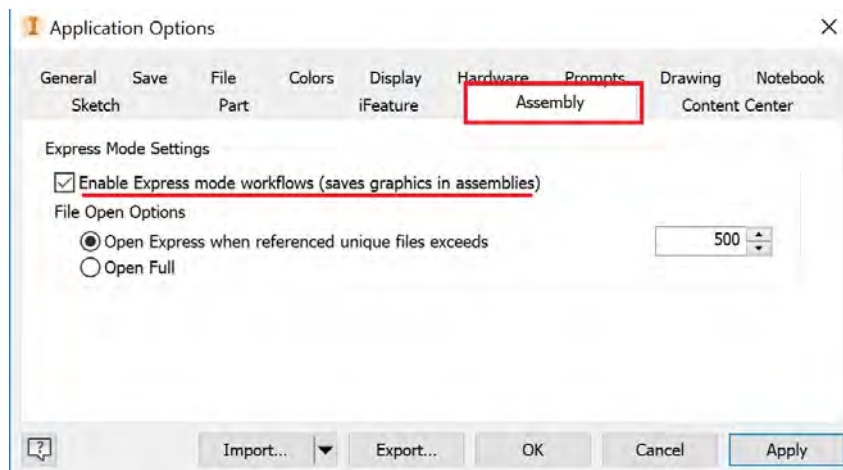 Application Options
General Save File Colors Display Hardware Prompts Drawing Notebook
Sketch Part iFeature Assembly Content Center
Express Mode Settings
Enable Express mode workflows (saves graphics in assemblies)
File Open Options
Open Express when referenced unique files exceeds 500
Open Full
Import... Export... OK Cancel Apply